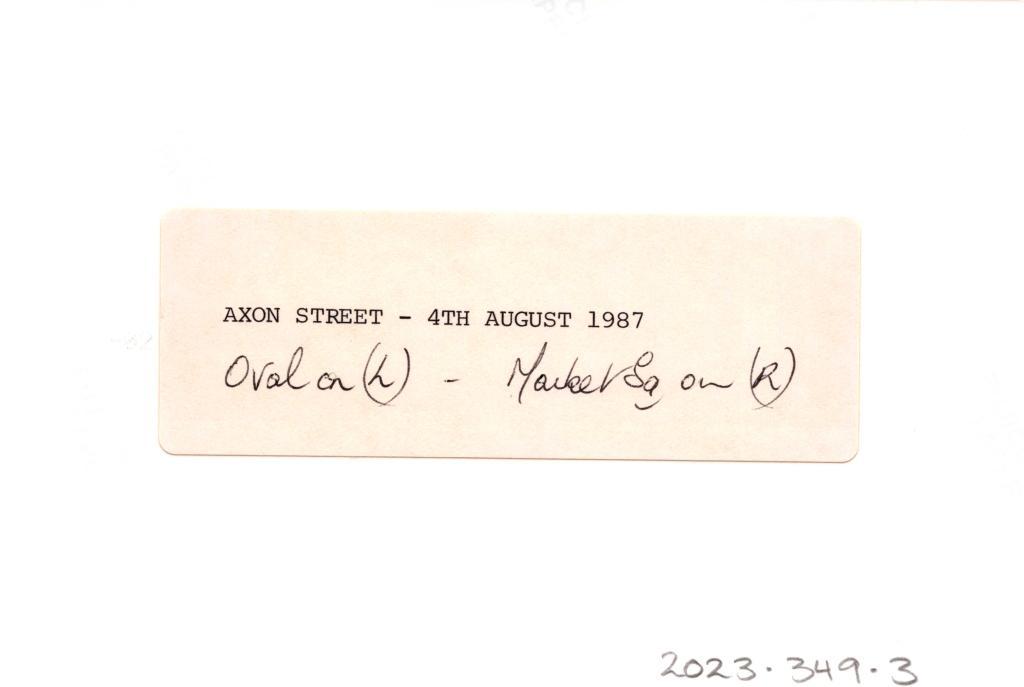 AXON STREET - 4TH AUGUST 1987
Oval on (L) - Market Sq on (R)
2023.349.3